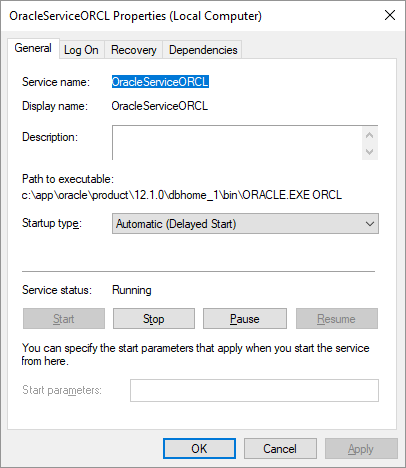 OracleServiceORCL Properties (Local Computer)
General Log On Recovery Dependencies
Service name: OracleServiceORCL
Display name: OracleServiceORCL
Description:
Path to executable:
c:\app\oracle\product\12.1.0\dbhome_1\bin\ORACLE.EXE ORCL
Startup type: Automatic (Delayed Start)
Service status: Running
Start Stop Pause Resume
You can specify the start parameters that apply when you start the service
from here.
Start parameters:
OK Cancel Apply